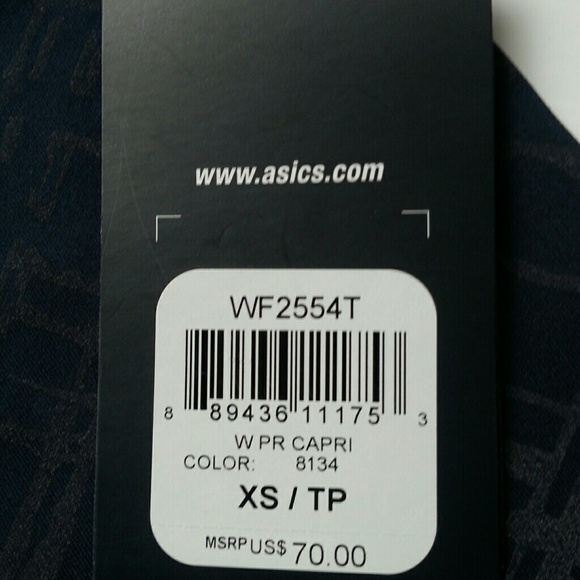 www.asics.com
WF2554T
8 89436 11175 3
W PR CAPRI
COLOR: 8134
XS / TP
MSRP US$ 70.00